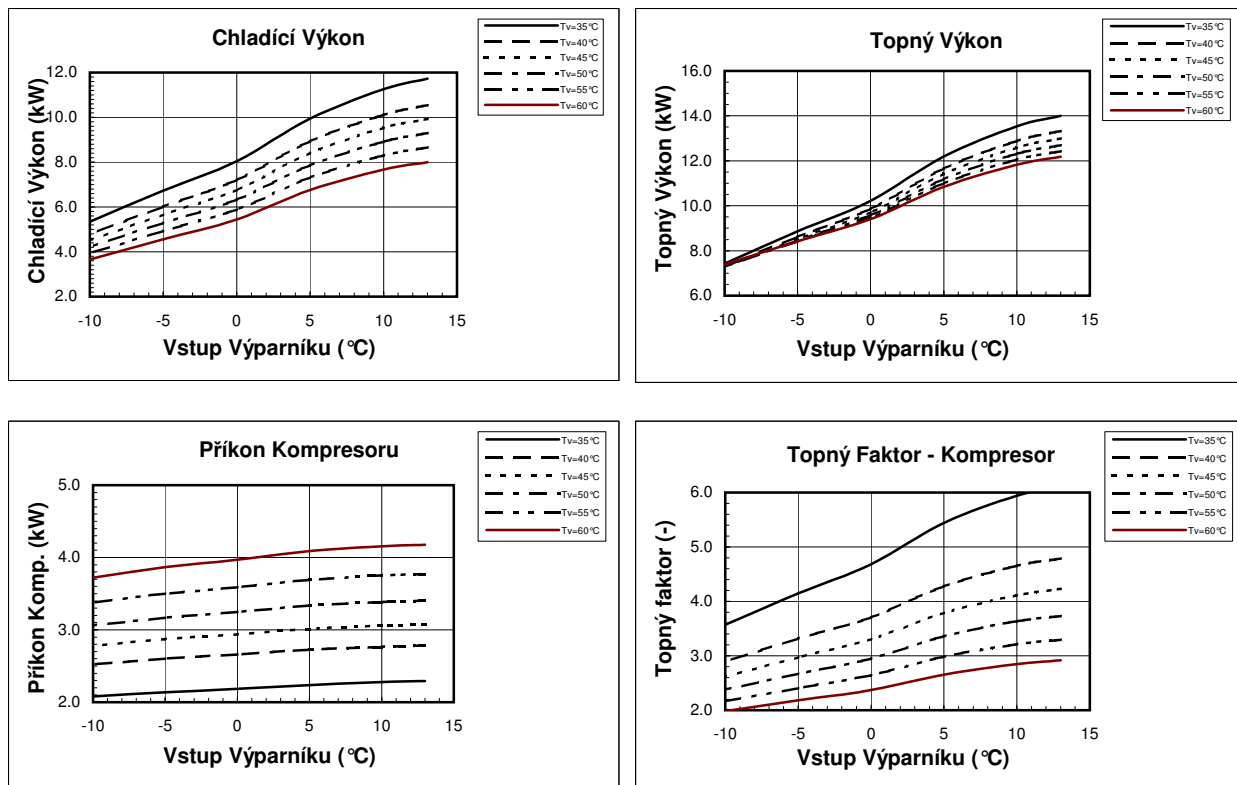 Chladící Výkon
Chladící Výkon (kW)
12.0
10.0
8.0
6.0
4.0
2.0
-10
-5
0
5
10
15
Vstup Výparníku (°C)
Tv=35°C
Tv=40°C
Tv=45°C
Tv=50°C
Tv=55°C
Tv=60°C
Topný Výkon
Topný Výkon (kW)
16.0
14.0
12.0
10.0
8.0
6.0
-10
-5
0
5
10
15
Vstup Výparníku (°C)
Tv=35°C
Tv=40°C
Tv=45°C
Tv=50°C
Tv=55°C
Tv=60°C
Příkon Kompresoru
Příkon Komp. (kW)
5.0
4.0
3.0
2.0
-10
-5
0
5
10
15
Vstup Výparníku (°C)
Tv=35°C
Tv=40°C
Tv=45°C
Tv=50°C
Tv=55°C
Tv=60°C
Topný Faktor - Kompresor
Topný faktor (-)
6.0
5.0
4.0
3.0
2.0
-10
-5
0
5
10
15
Vstup Výparníku (°C)
Tv=35°C
Tv=40°C
Tv=45°C
Tv=50°C
Tv=55°C
Tv=60°C